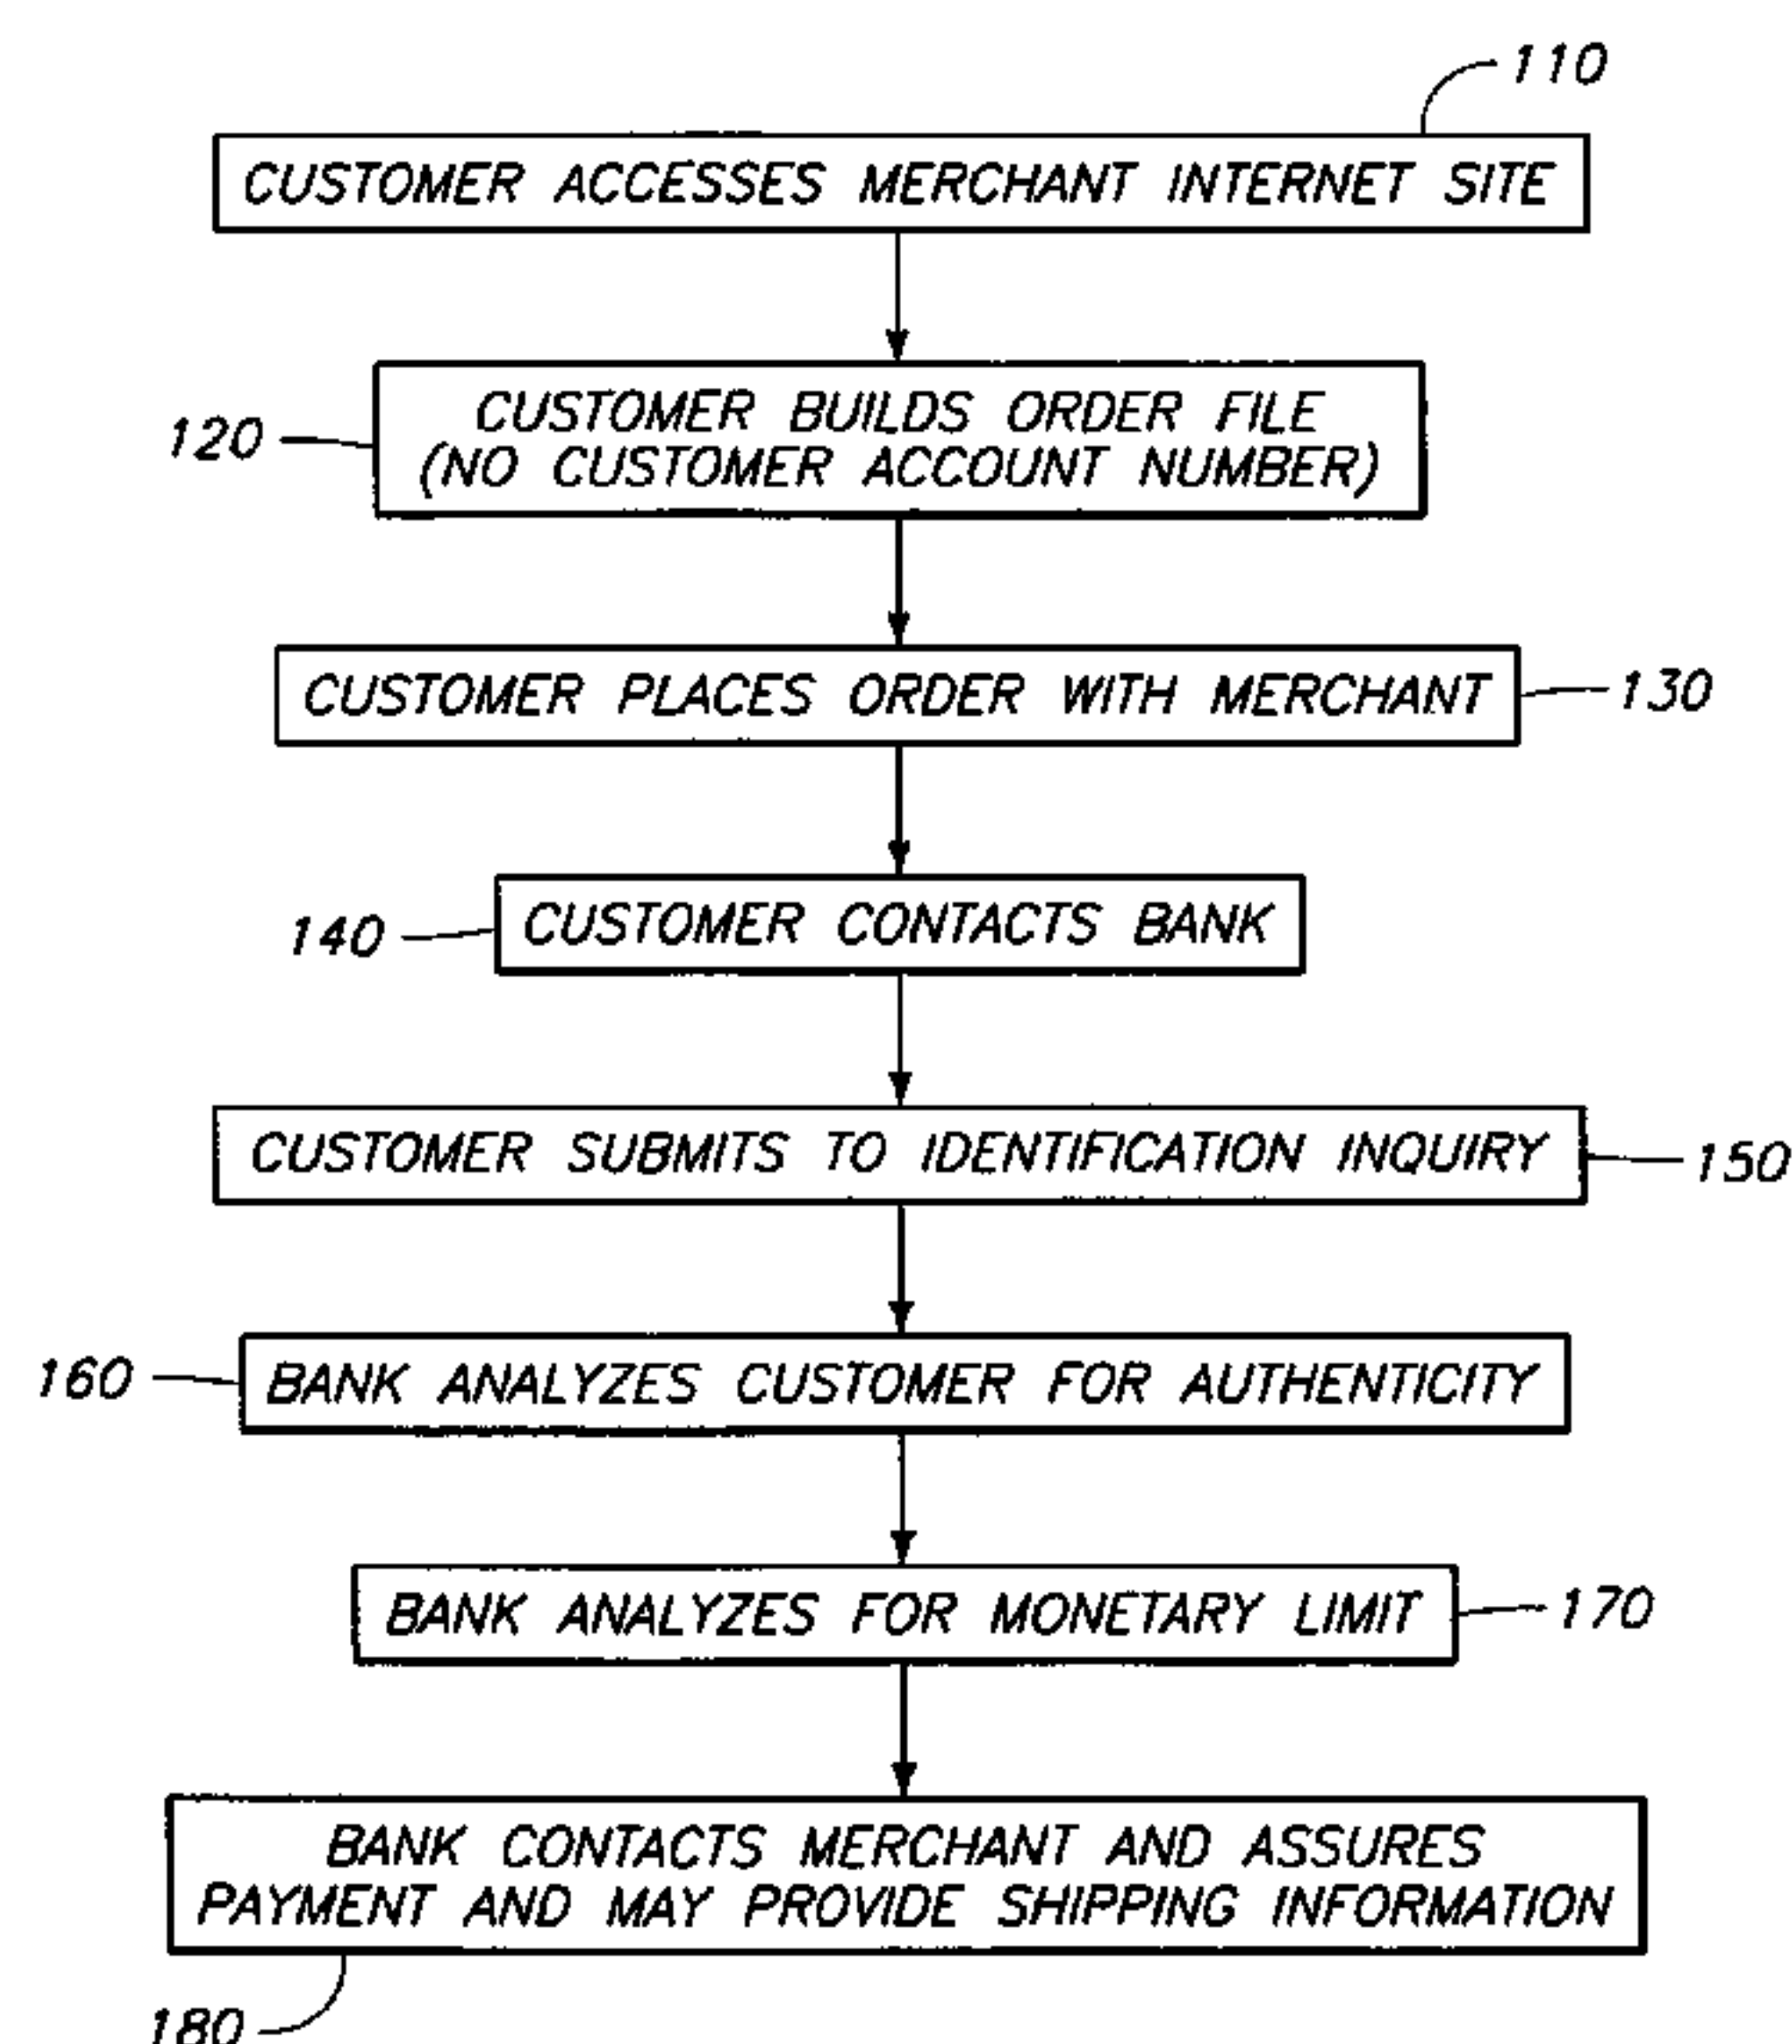 110
CUSTOMER ACCESSES MERCHANT INTERNET SITE
120
CUSTOMER BUILDS ORDER FILE
(NO CUSTOMER ACCOUNT NUMBER)
CUSTOMER PLACES ORDER WITH MERCHANT
130
140
CUSTOMER CONTACTS BANK
CUSTOMER SUBMITS TO IDENTIFICATION INQUIRY
150
160
BANK ANALYZES CUSTOMER FOR AUTHENTICITY
BANK ANALYZES FOR MONETARY LIMIT
170
BANK CONTACTS MERCHANT AND ASSURES
PAYMENT AND MAY PROVIDE SHIPPING INFORMATION
180